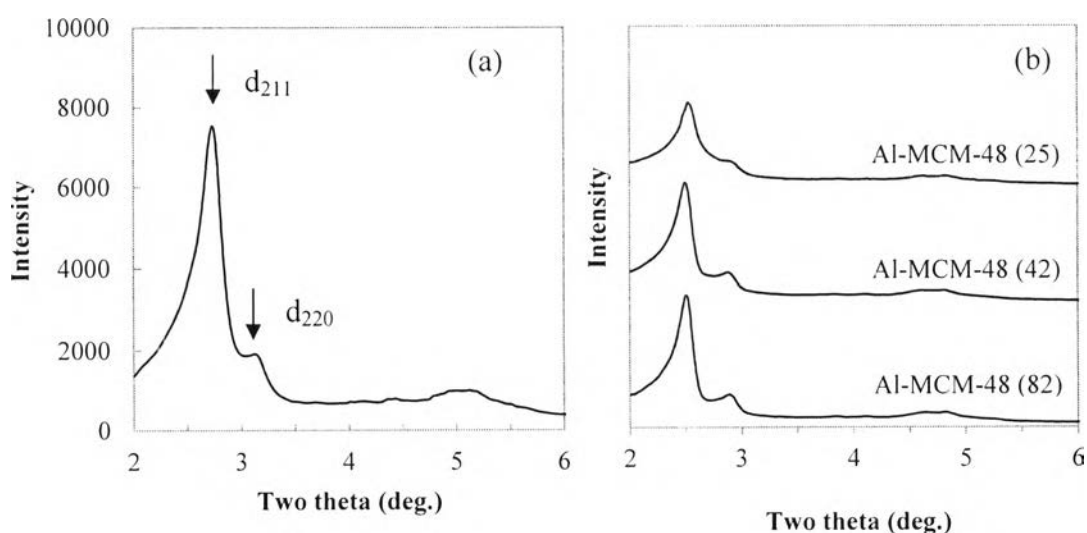 10000
8000
6000
4000
2000
0
Intensity
(a)
d₂₁₁
d₂₂₀
2 3 4 5 6
Two theta (deg.)
(b)
Intensity
Al-MCM-48 (25)
Al-MCM-48 (42)
Al-MCM-48 (82)
2 3 4 5 6
Two theta (deg.)